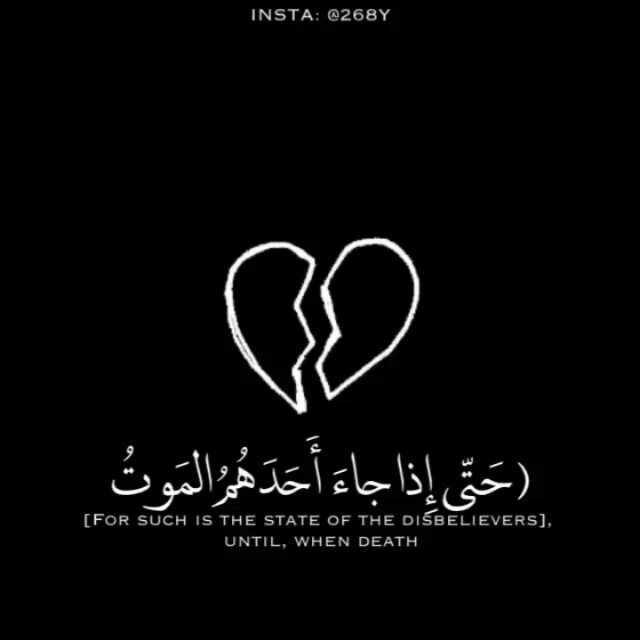 INSTA: @268Y
(حَتَّى إِذا جاءَ أَحَدَهُمُ المَوتُ
[FOR SUCH IS THE STATE OF THE DISBELIEVERS],
UNTIL, WHEN DEATH